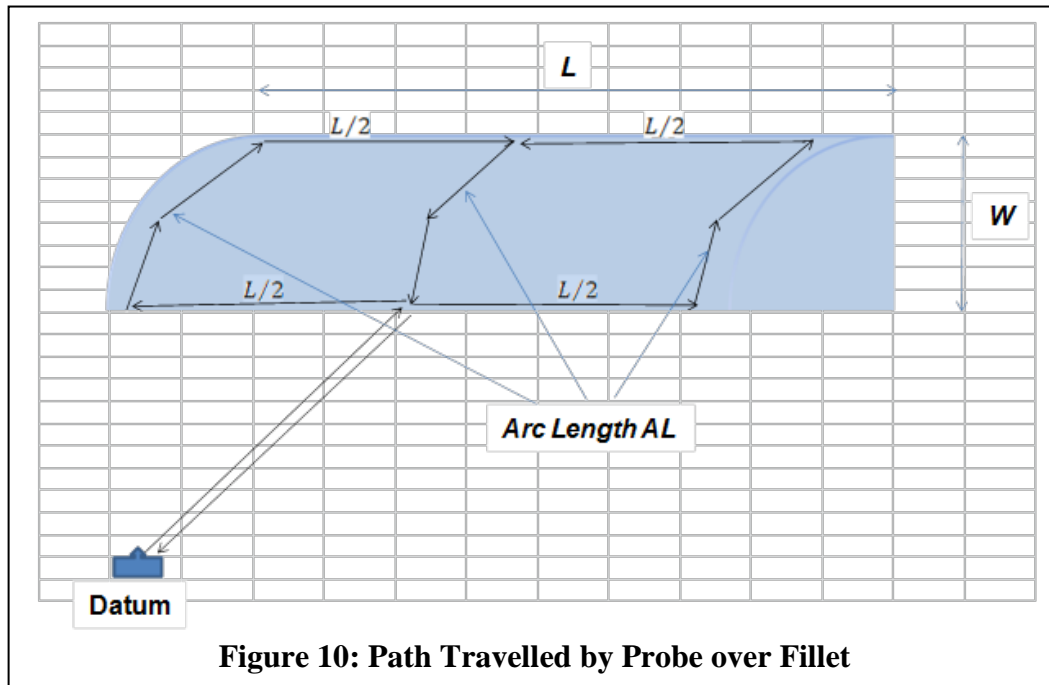 L
L/2 L/2
W
L/2 L/2
Arc Length AL
Datum
Figure 10: Path Travelled by Probe over Fillet